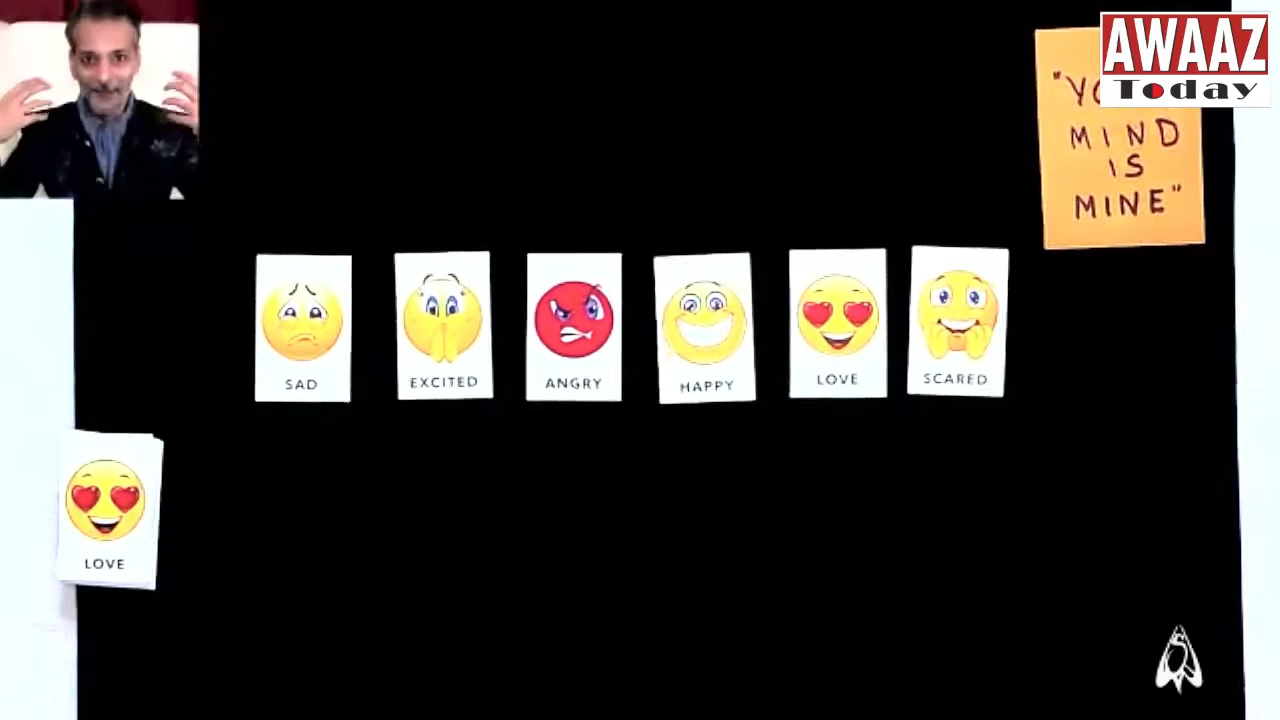 AWAAZ
Today
MIND
IS
MINE"
SAD
EXCITED
ANGRY
HAPPY
LOVE
SCARED
LOVE